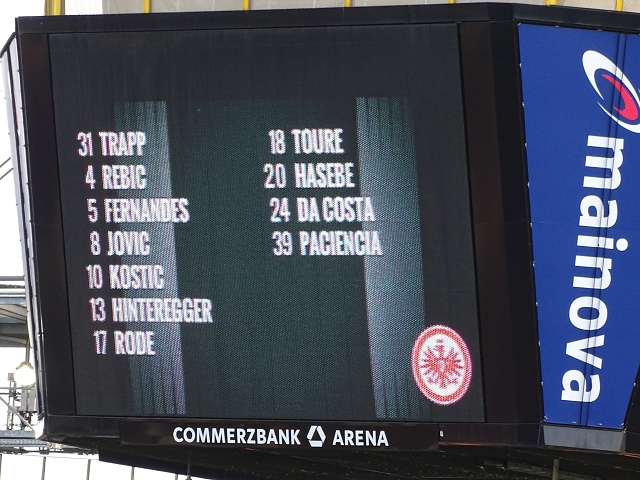 31 TRAPP
4 REBIC
5 FERNANDES
8 JOVIC
10 KOSTIC
13 HINTEREGGER
17 RODE
18 TOURE
20 HASEBE
24 DA COSTA
39 PACIENCIA
COMMERZBANK ARENA
mainova